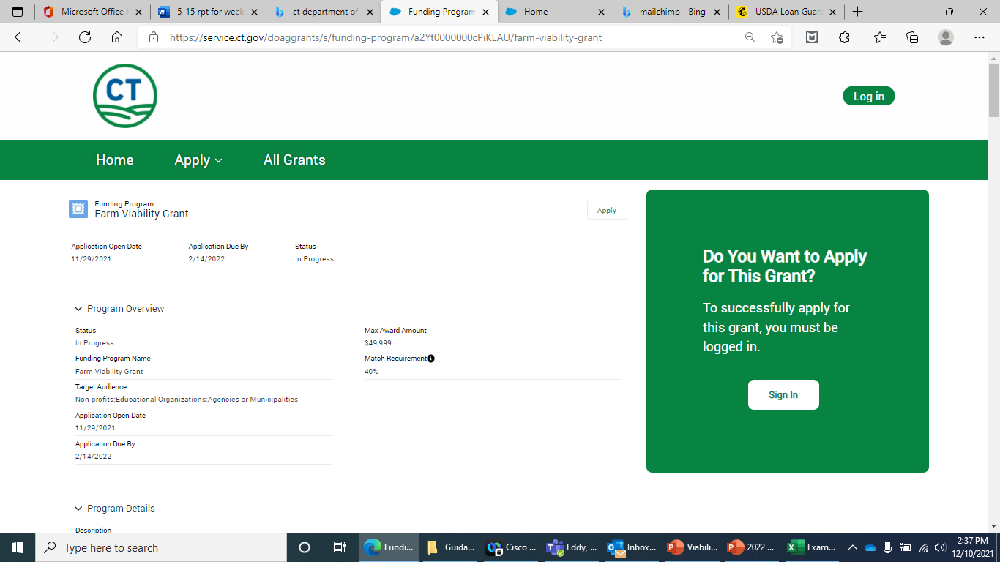 Microsoft Office
5-15 rpt for week
ct department of
Funding Program
Home
mailchimp - Bing
USDA Loan Guara
https://service.ct.gov/doaggrants/s/funding-program/a2Yt0000000cPiKEAU/farm-viability-grant
CT
Log in
Home
Apply
All Grants
Funding Program
Farm Viability Grant
Apply
Application Open Date
Application Due By
Status
11/29/2021
2/14/2022
In Progress
Do You Want to Apply
for This Grant?
To successfully apply for
this grant, you must be
logged in.
Sign In
Program Overview
Status
In Progress
Max Award Amount
$49,999
Funding Program Name
Farm Viability Grant
Match Requirement
40%
Target Audience
Non-profits;Educational Organizations;Agencies or Municipalities
Application Open Date
11/29/2021
Application Due By
2/14/2022
Program Details
Description
Type here to search
Fundi...
Guida...
Cisco ...
Eddy, ...
Inbox...
Viabili...
2022 ...
Exam...
2:37 PM
12/10/2021